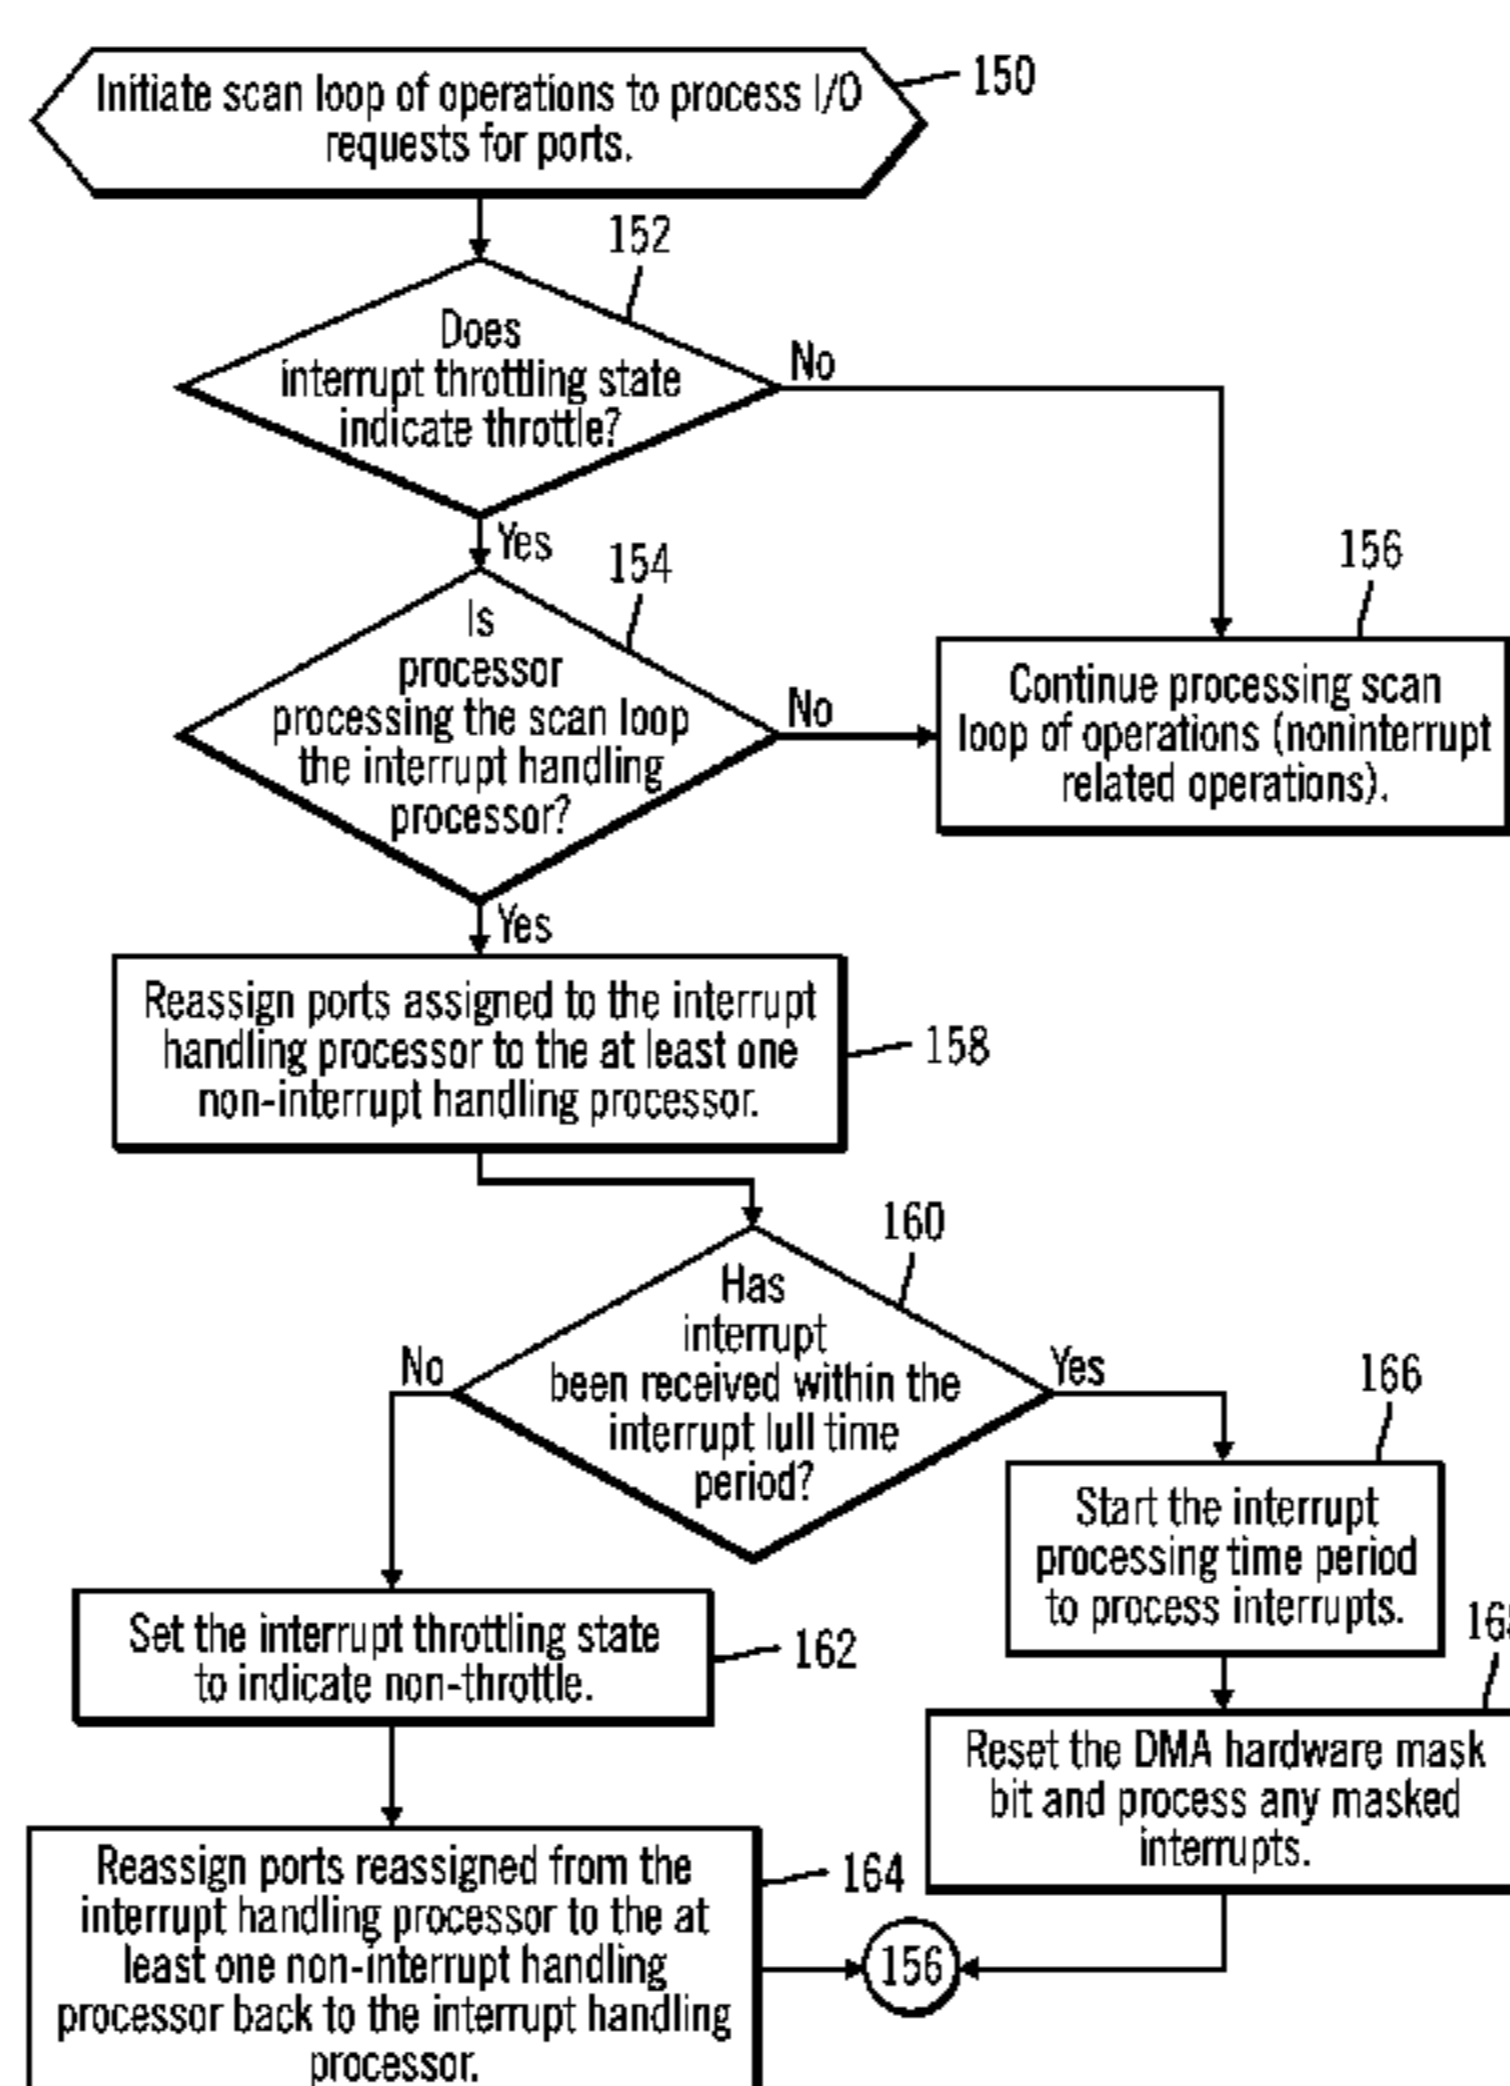 Initiate scan loop of operations to process I/O
requests for ports.
150
152
Does
interrupt throttling state
indicate throttle?
No
Yes
154
Is
processor
processing the scan loop
the interrupt handling
processor?
No
156
Continue processing scan
loop of operations (noninterrupt
related operations).
Yes
Reassign ports assigned to the interrupt
handling processor to the at least one
non-interrupt handling processor.
158
160
Has
interrupt
been received within the
interrupt lull time
period?
No
Yes
166
Start the interrupt
processing time period
to process interrupts.
Set the interrupt throttling state
to indicate non-throttle.
162
Reset the DMA hardware mask
bit and process any masked
interrupts.
Reassign ports reassigned from the
interrupt handling processor to the at
least one non-interrupt handling
processor back to the interrupt handling
processor.
164
156